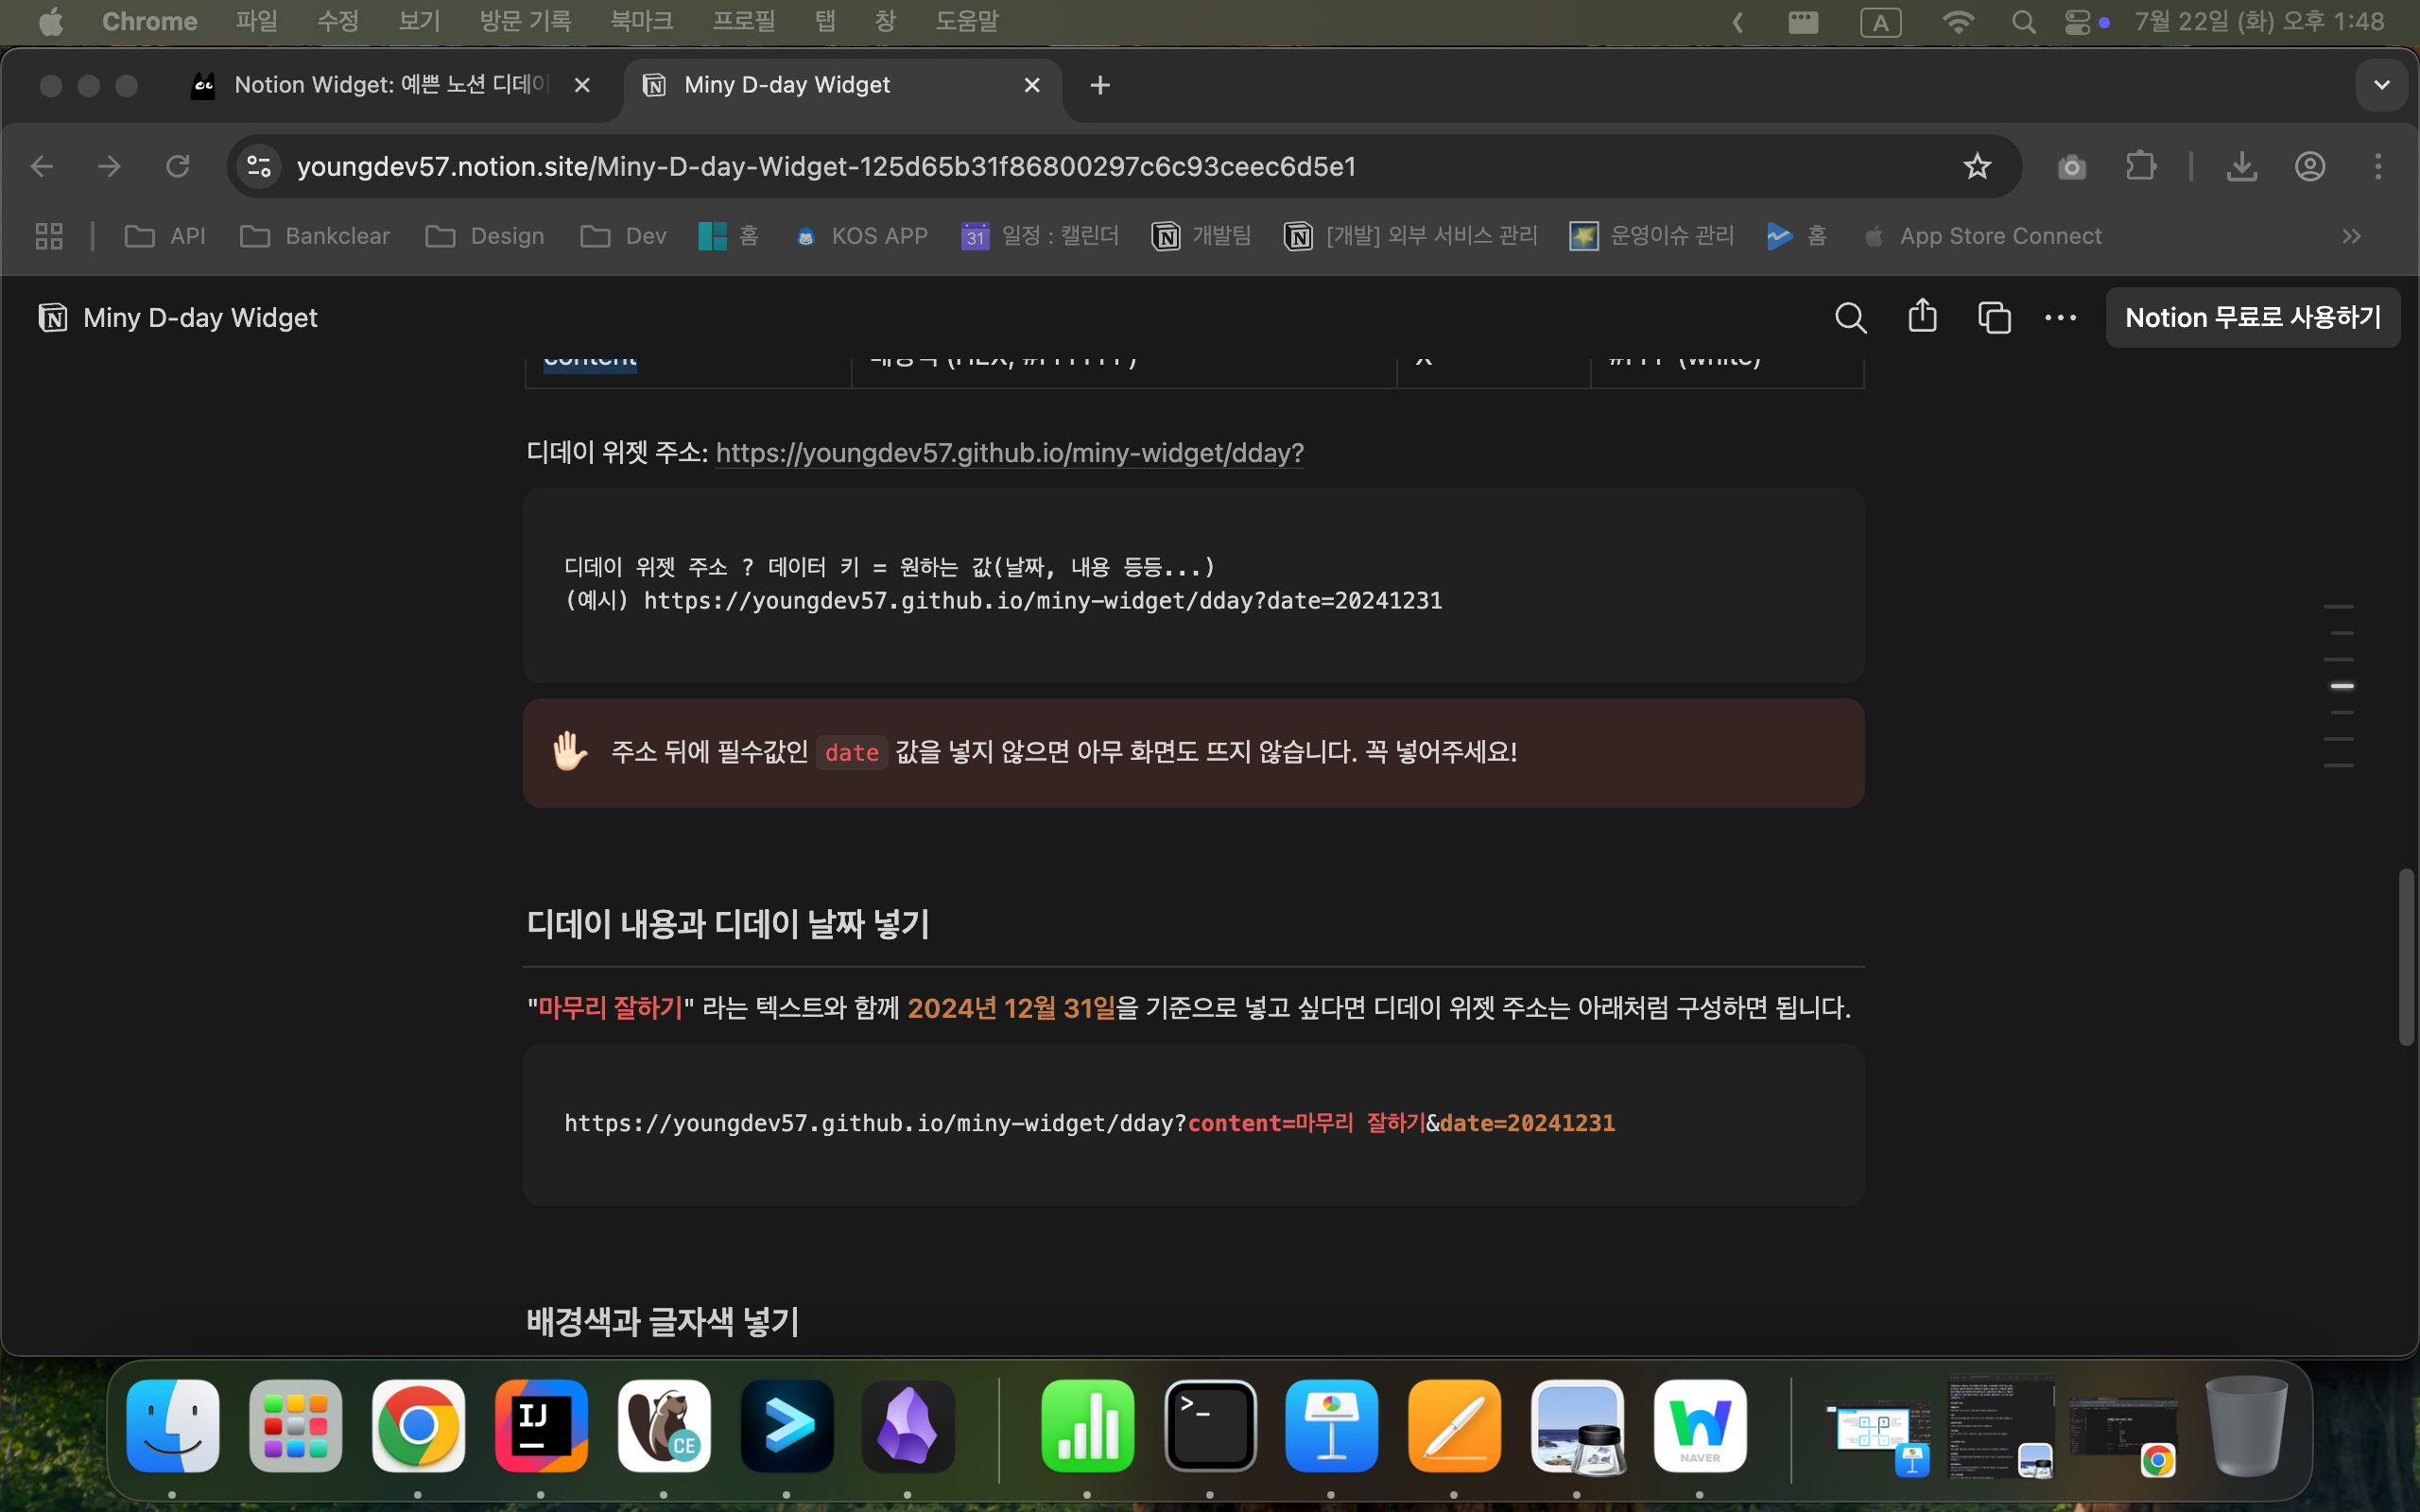 Chrome 파일 수정 보기 방문 기록 북마크 프로필 탭 창 도움말 A 7월 22일 (화) 오후 1:48
Notion Widget: 예쁜 노션 디데이 Miny D-day Widget
youngdev57.notion.site/Miny-D-day-Widget-125d65b31f86800297c6c93ceec6d5e1
API Bankclear Design Dev 홈 KOS APP 31 일정 : 캘린더 개발팀 [개발] 외부 서비스 관리 운영이슈 관리 홈 App Store Connect
Miny D-day Widget Notion 무료로 사용하기
content
디데이 위젯 주소: https://youngdev57.github.io/miny-widget/dday?
디데이 위젯 주소 ? 데이터 키 = 원하는 값(날짜, 내용 등등...)
(예시) https://youngdev57.github.io/miny-widget/dday?date=20241231
주소 뒤에 필수값인 date 값을 넣지 않으면 아무 화면도 뜨지 않습니다. 꼭 넣어주세요!
디데이 내용과 디데이 날짜 넣기
"마무리 잘하기" 라는 텍스트와 함께 2024년 12월 31일을 기준으로 넣고 싶다면 디데이 위젯 주소는 아래처럼 구성하면 됩니다.
https://youngdev57.github.io/miny-widget/dday?content=마무리 잘하기&date=20241231
배경색과 글자색 넣기
IJ CE >_ NAVER